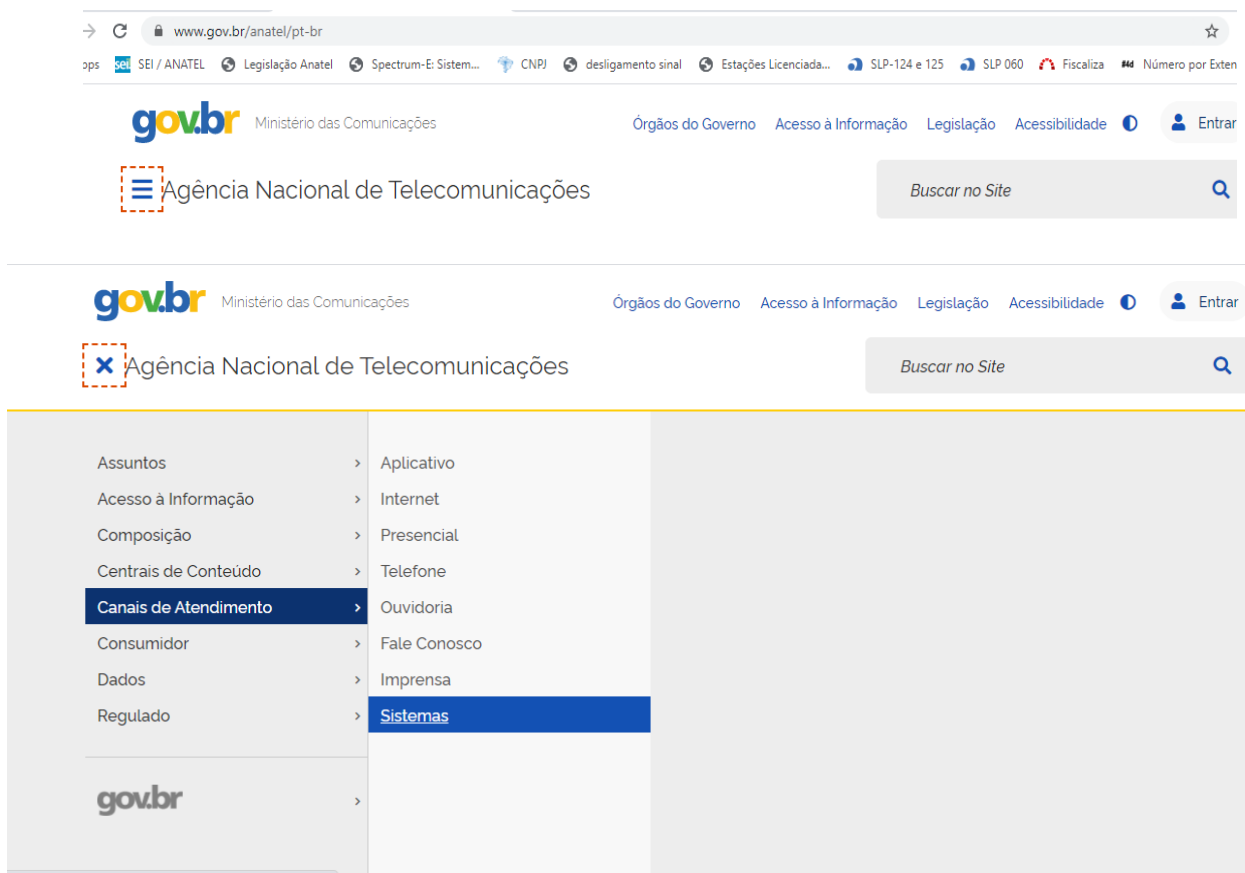 www.gov.br/anatel/pt-br
ops sei SEI / ANATEL Legislação Anatel Spectrum-E: Sistem... CNPJ desligamento sinal Estações Licenciada... SLP-124 e 125 SLP 060 Fiscaliza Número por Exten
gov.br Ministério das Comunicações Órgãos do Governo Acesso à Informação Legislação Acessibilidade Entrar
Agência Nacional de Telecomunicações Buscar no Site
gov.br Ministério das Comunicações Órgãos do Governo Acesso à Informação Legislação Acessibilidade Entrar
Agência Nacional de Telecomunicações Buscar no Site
Assuntos Aplicativo
Acesso à Informação Internet
Composição Presencial
Centrais de Conteúdo Telefone
Canais de Atendimento Ouvidoria
Consumidor Fale Conosco
Dados Imprensa
Regulado Sistemas
gov.br